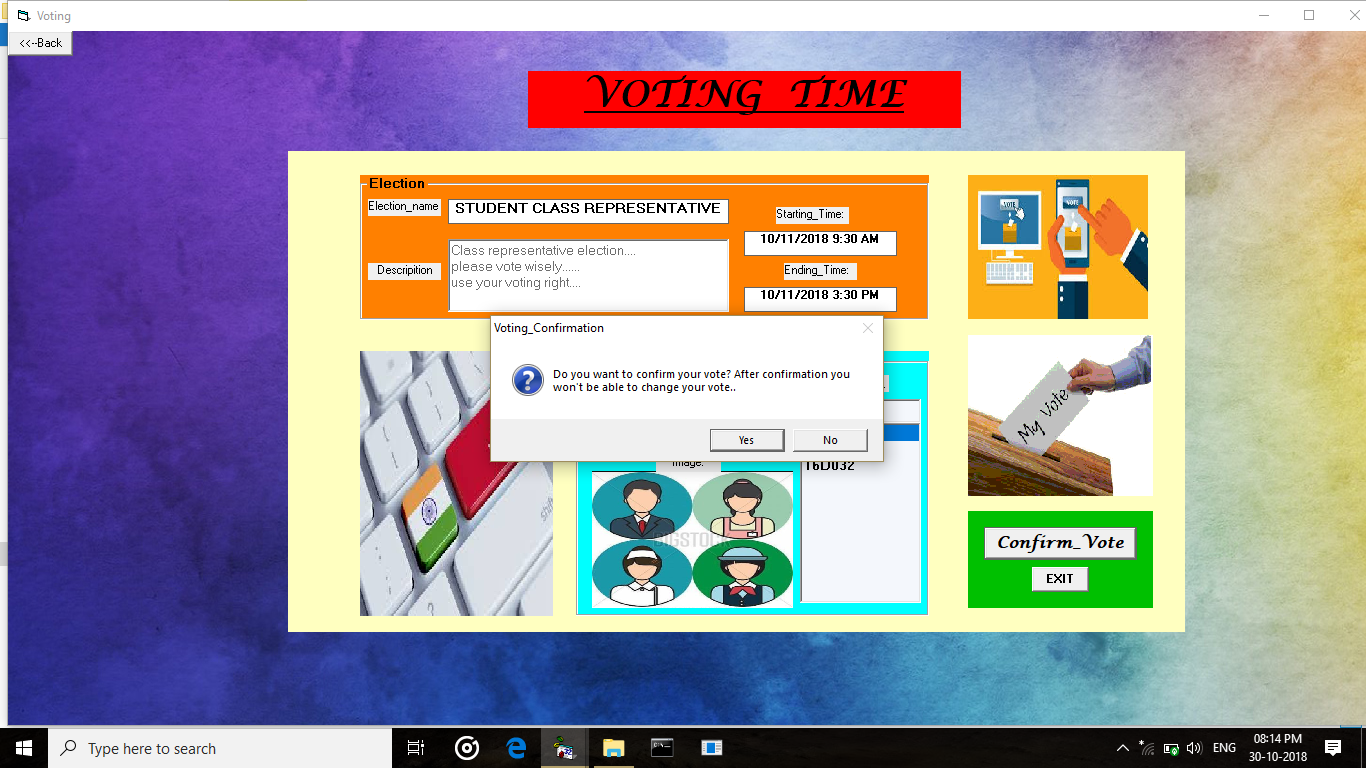 Voting
<<--Back
VOTING TIME
Election
Election_name
STUDENT CLASS REPRESENTATIVE
Starting_Time:
10/11/2018 9:30 AM
Descripition
Class representative election....
please vote wisely......
use your voting right....
Ending_Time:
10/11/2018 3:30 PM
VOTE
VOTE
Voting_Confirmation
Do you want to confirm your vote? After confirmation you
won't be able to change your vote..
Yes
No
My Vote
Image:
16D032
shift
Confirm_Vote
EXIT
Type here to search
ENG
08:14 PM
30-10-2018